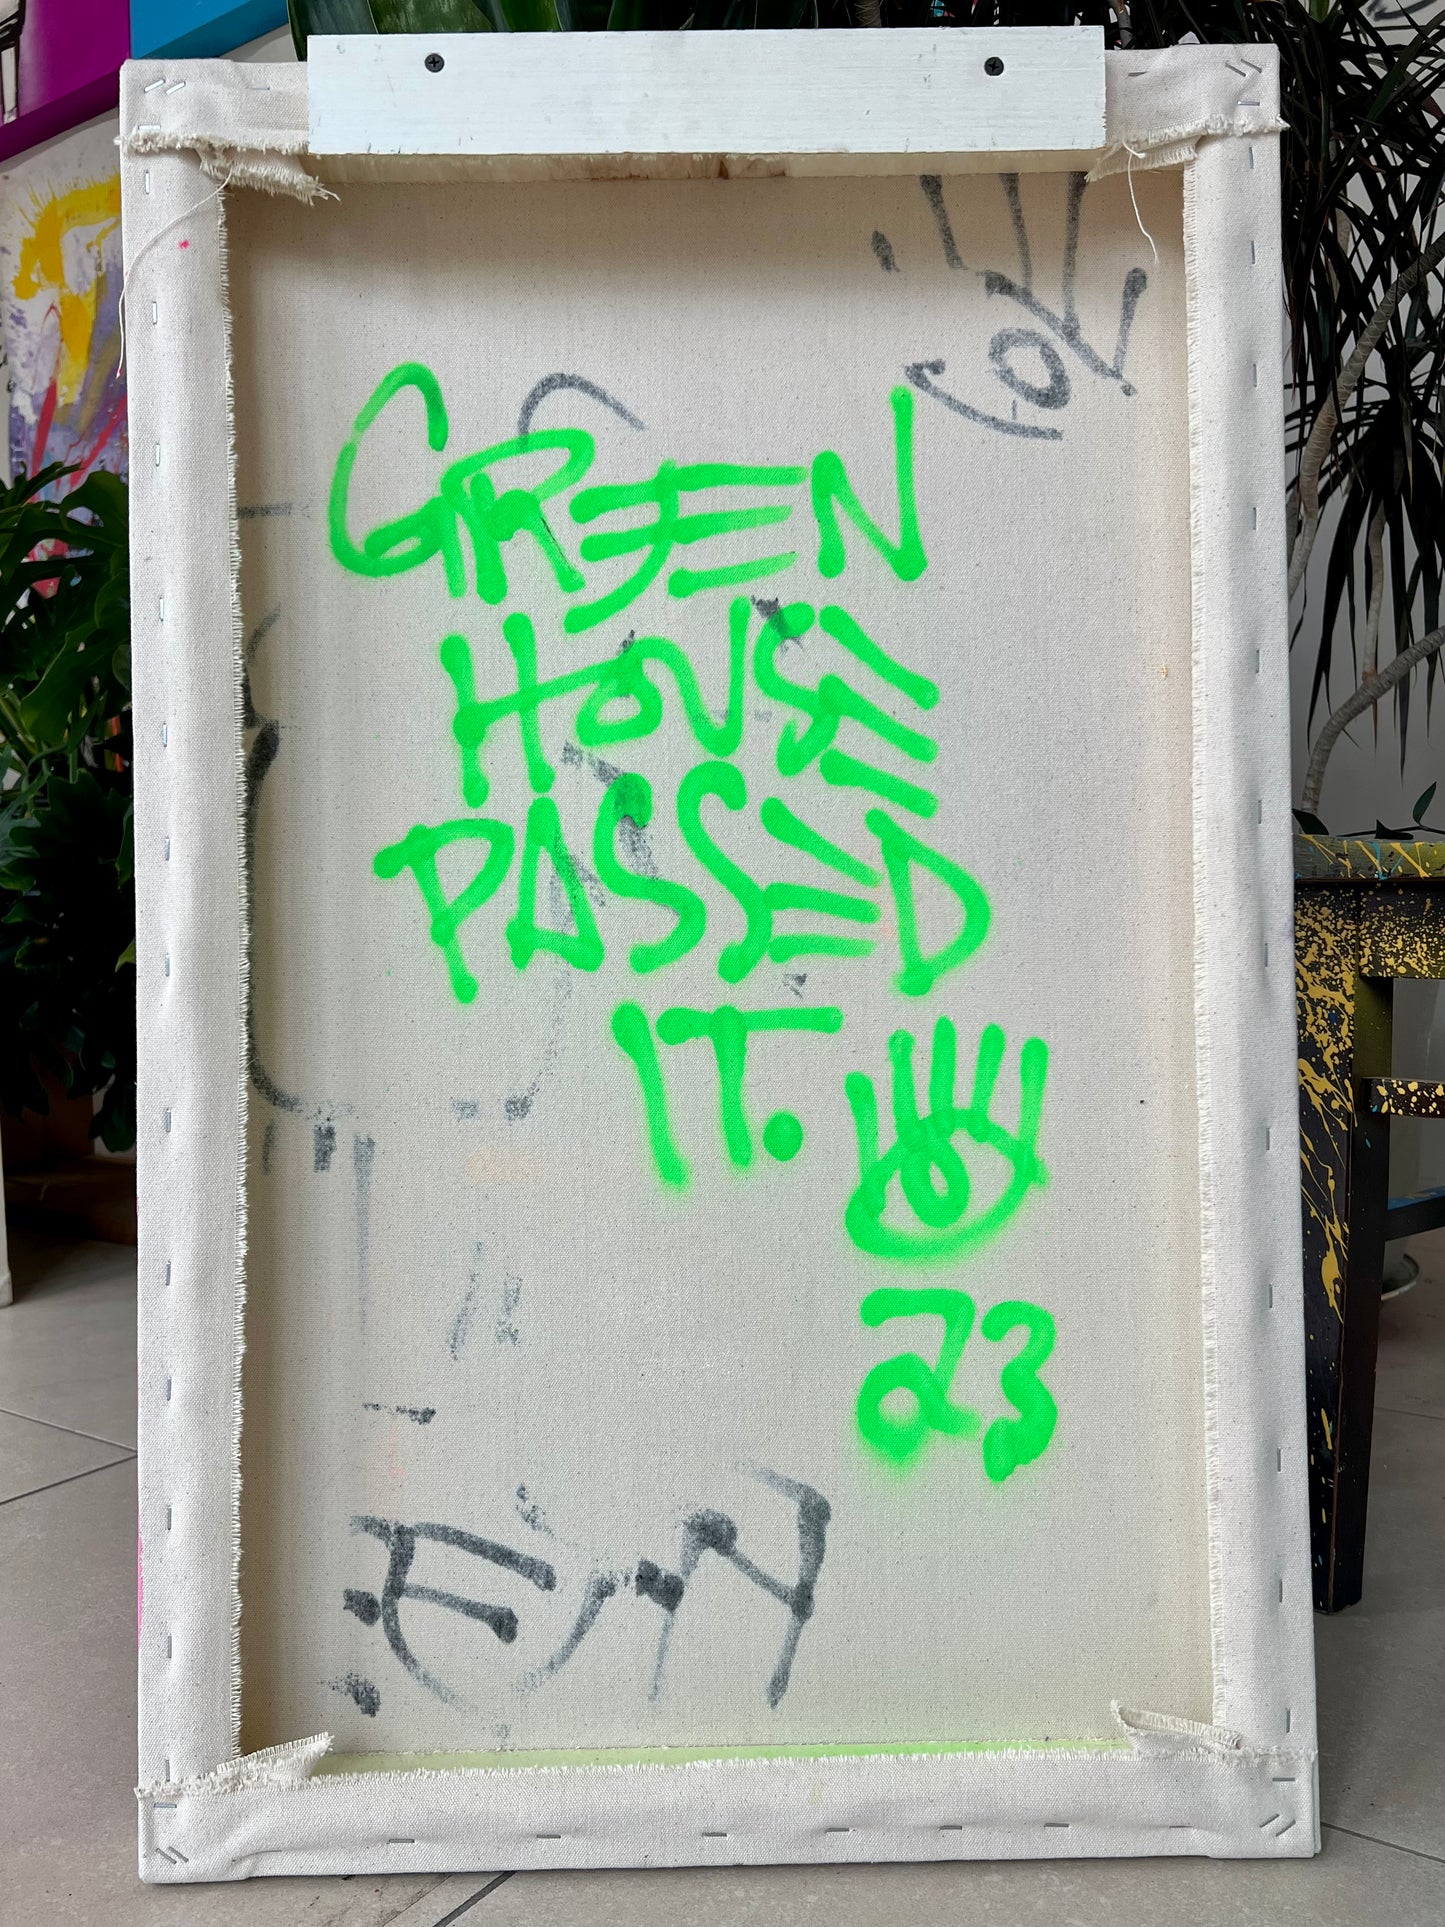 GREEN
HOUSE
PASSED
IT.
23